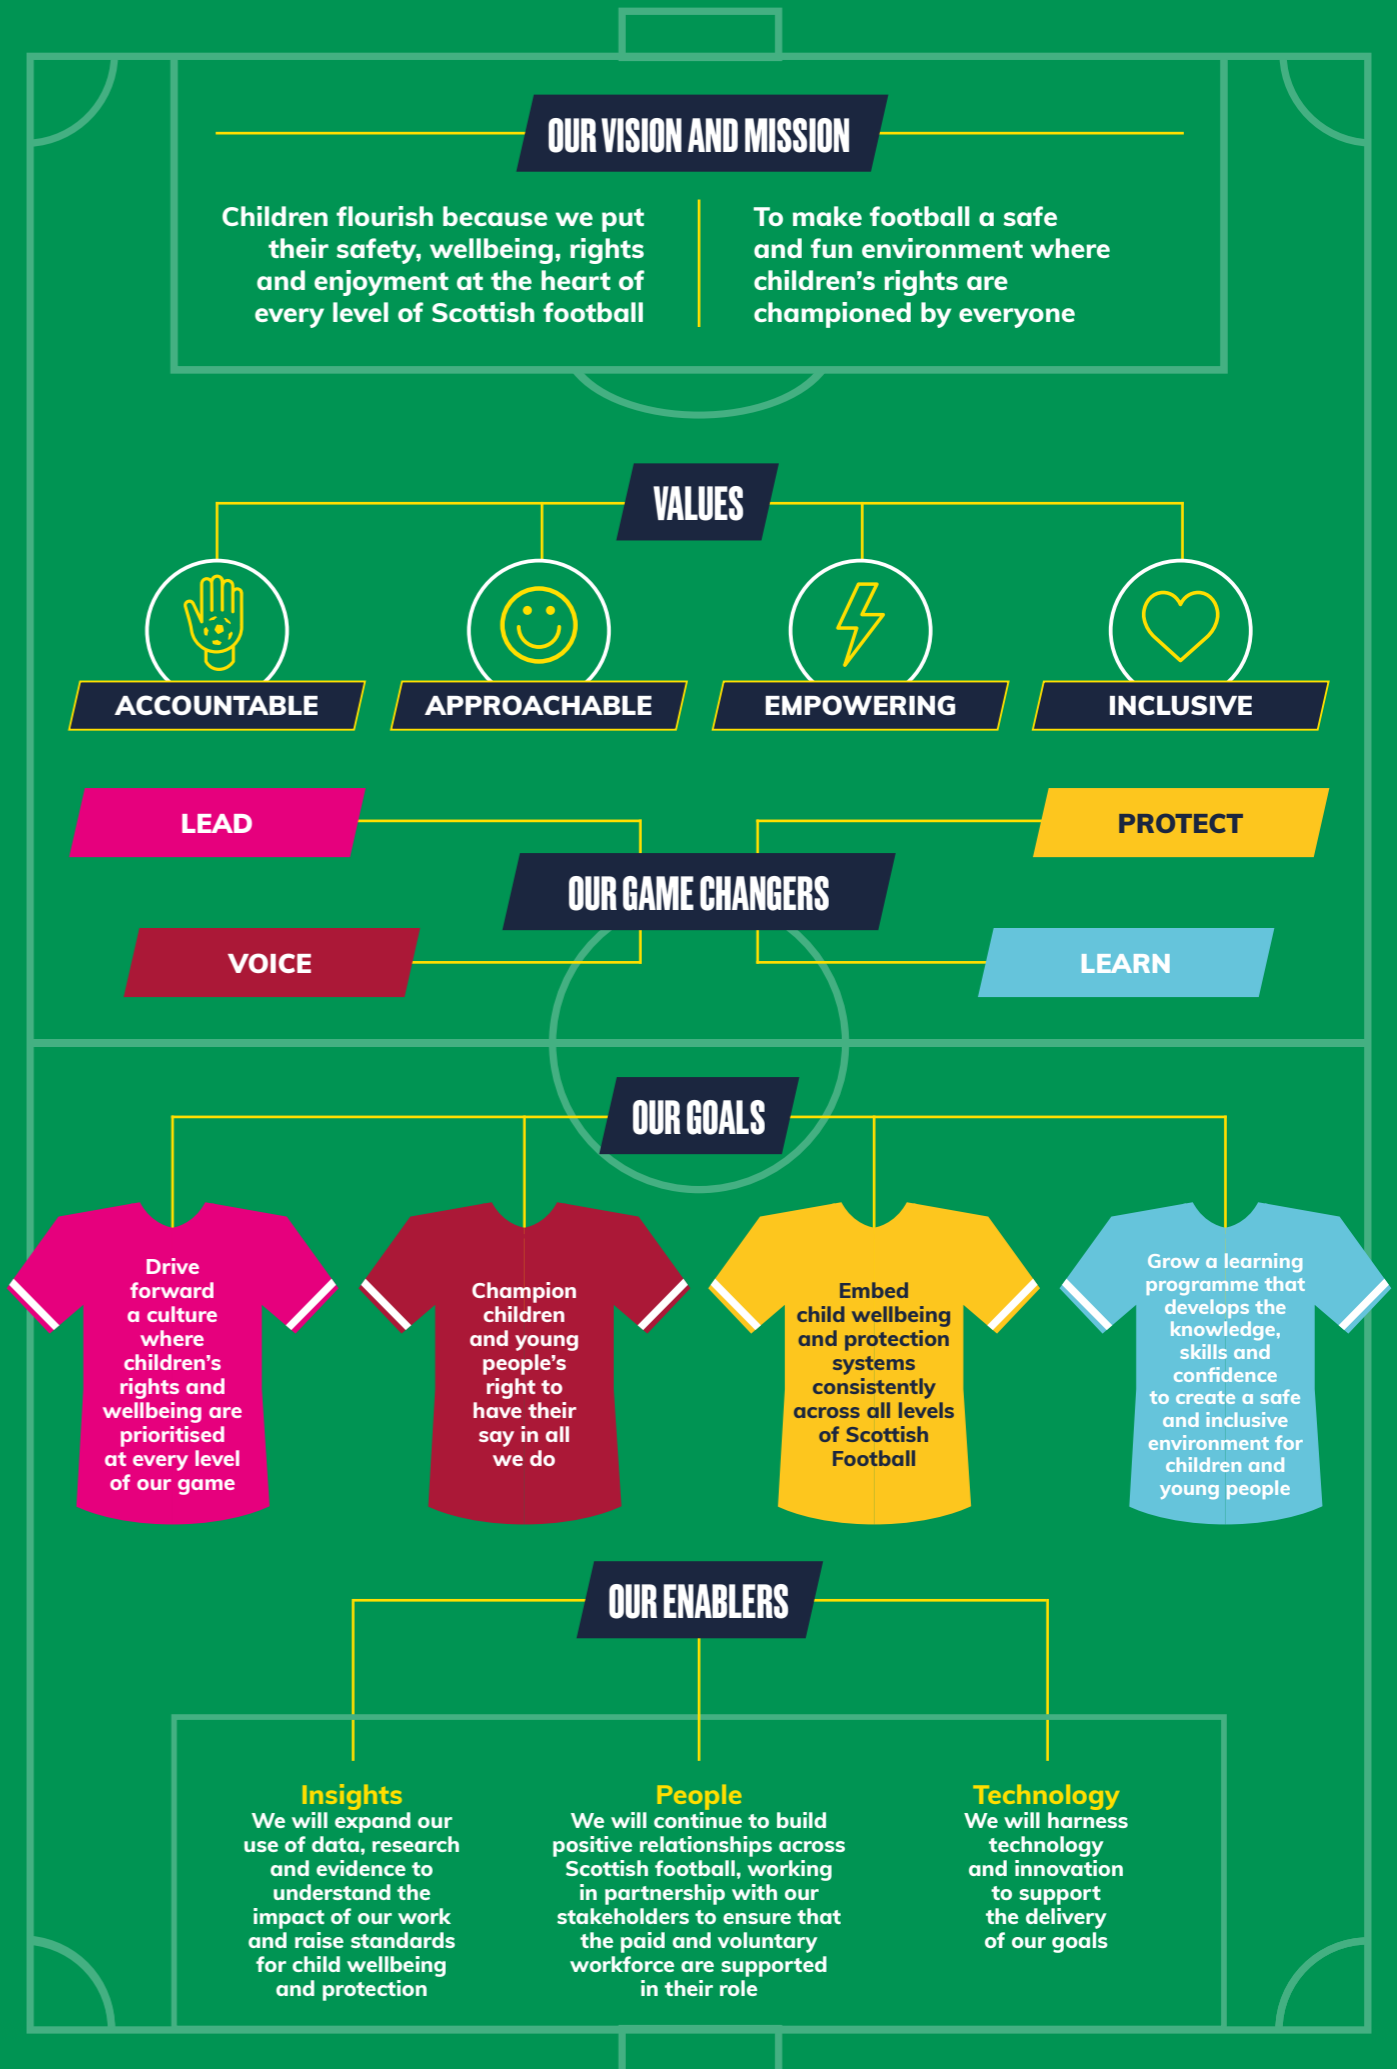 OUR VISION AND MISSION
Children flourish because we put
their safety, wellbeing, rights
and enjoyment at the heart of
every level of Scottish football
To make football a safe
and fun environment where
children's rights are
championed by everyone
VALUES
ACCOUNTABLE
APPROACHABLE
EMPOWERING
INCLUSIVE
LEAD
PROTECT
OUR GAME CHANGERS
VOICE
LEARN
OUR GOALS
Drive
forward
a culture
where
children's
rights and
wellbeing are
prioritised
at every level
of our game
Champion
children
and young
people's
right to
have their
say in all
we do
Embed
child wellbeing
and protection
systems
consistently
across all levels
of Scottish
Football
Grow a learning
programme that
develops the
knowledge,
skills and
confidence
to create a safe
and inclusive
environment for
children and
young people
OUR ENABLERS
Insights
We will expand our
use of data, research
and evidence to
understand the
impact of our work
and raise standards
for child wellbeing
and protection
People
We will continue to build
positive relationships across
Scottish football, working
in partnership with our
stakeholders to ensure that
the paid and voluntary
workforce are supported
in their role
Technology
We will harness
technology
and innovation
to support
the delivery
of our goals